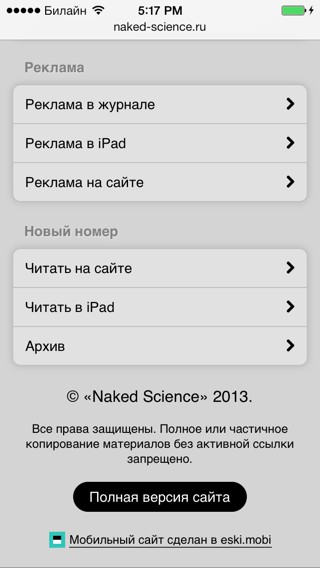 Билайн 5:17 PM
naked-science.ru
Реклама
Реклама в журнале
Реклама в iPad
Реклама на сайте
Новый номер
Читать на сайте
Читать в iPad
Архив
© «Naked Science» 2013.
Все права защищены. Полное или частичное
копирование материалов без активной ссылки
запрещено.
Полная версия сайта
Мобильный сайт сделан в eski.mobi